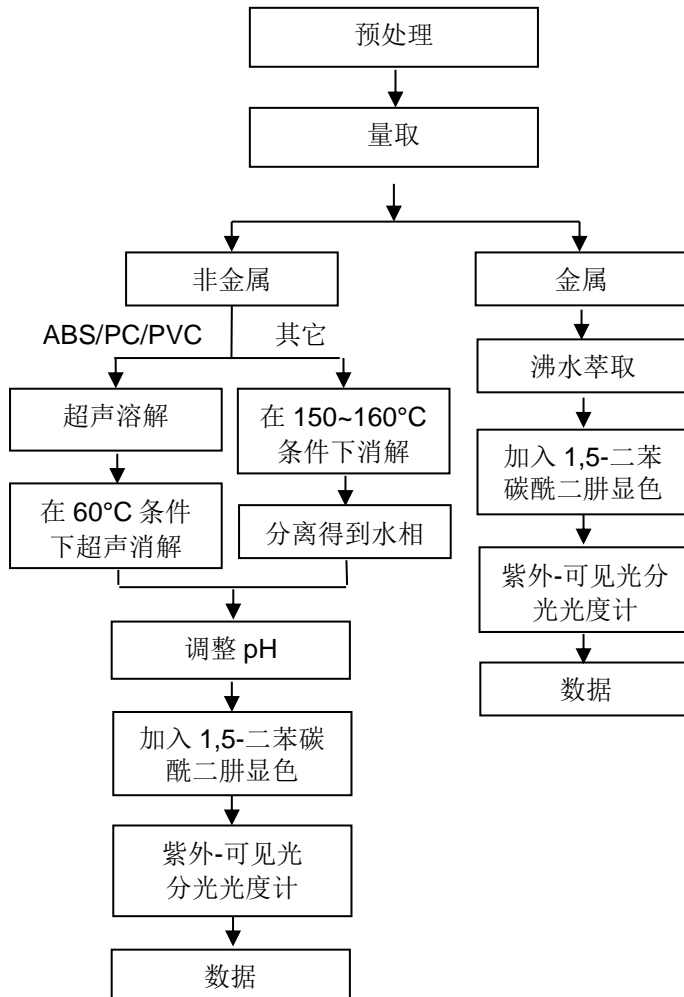 预处理
量取
非金属
金属
ABS/PC/PVC
其它
沸水萃取
超声溶解
在 150~160°C
条件下消解
加入 1,5-二苯
碳酰二肼显色
在 60°C 条件
下超声消解
分离得到水相
紫外-可见光分
光光度计
调整 pH
数据
加入 1,5-二苯碳
酰二肼显色
紫外-可见光
分光光度计
数据